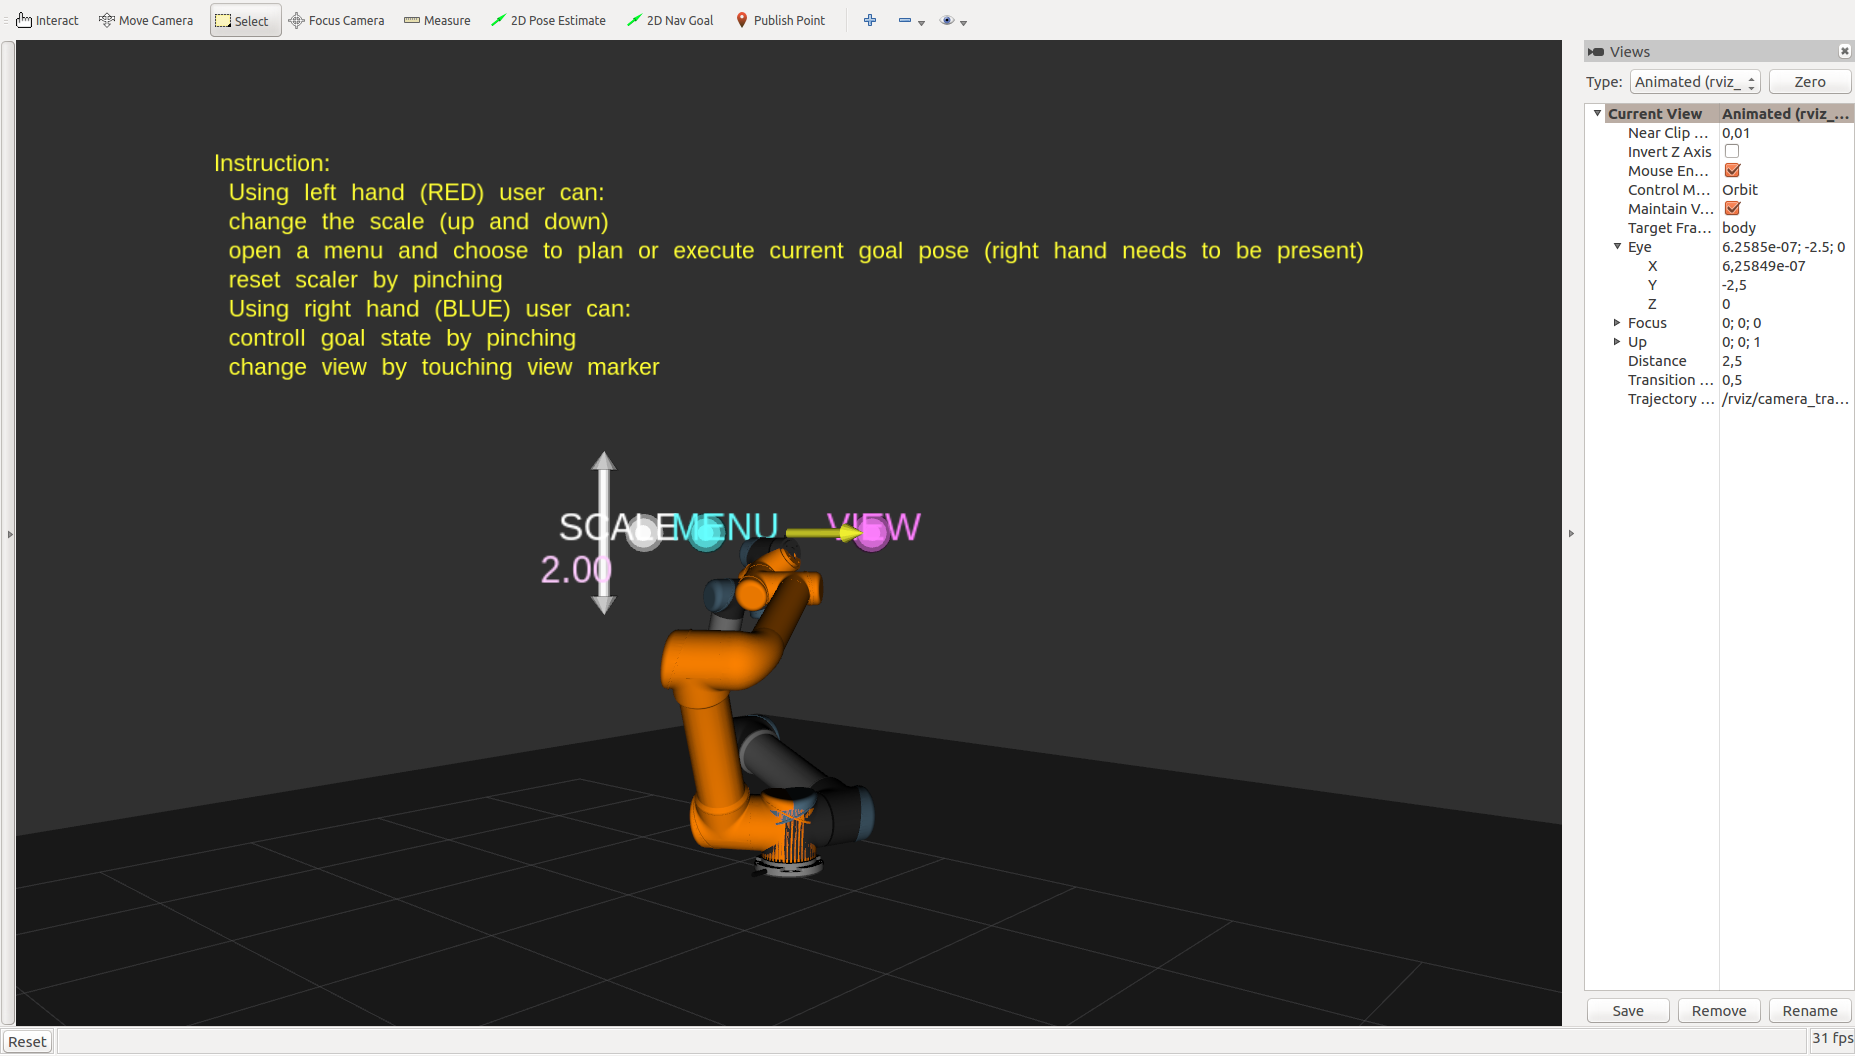 Interact Move Camera Select Focus Camera Measure 2D Pose Estimate 2D Nav Goal Publish Point
Instruction:
Using left hand (RED) user can:
change the scale (up and down)
open a menu and choose to plan or execute current goal pose (right hand needs to be present)
reset scaler by pinching
Using right hand (BLUE) user can:
controll goal state by pinching
change view by touching view marker
SCALE MENU VIEW
2.00
Views
Type: Animated (rviz_ Zero
Current View Animated (rviz_...
Near Clip ... 0,01
Invert Z Axis
Mouse En...
Control M... Orbit
Maintain V...
Target Fra... body
Eye 6.2585e-07; -2.5; 0
X 6,25849e-07
Y -2,5
Z 0
Focus 0; 0; 0
Up 0; 0; 1
Distance 2,5
Transition ... 0,5
Trajectory ... /rviz/camera_tra...
Save Remove Rename
Reset 31 fps